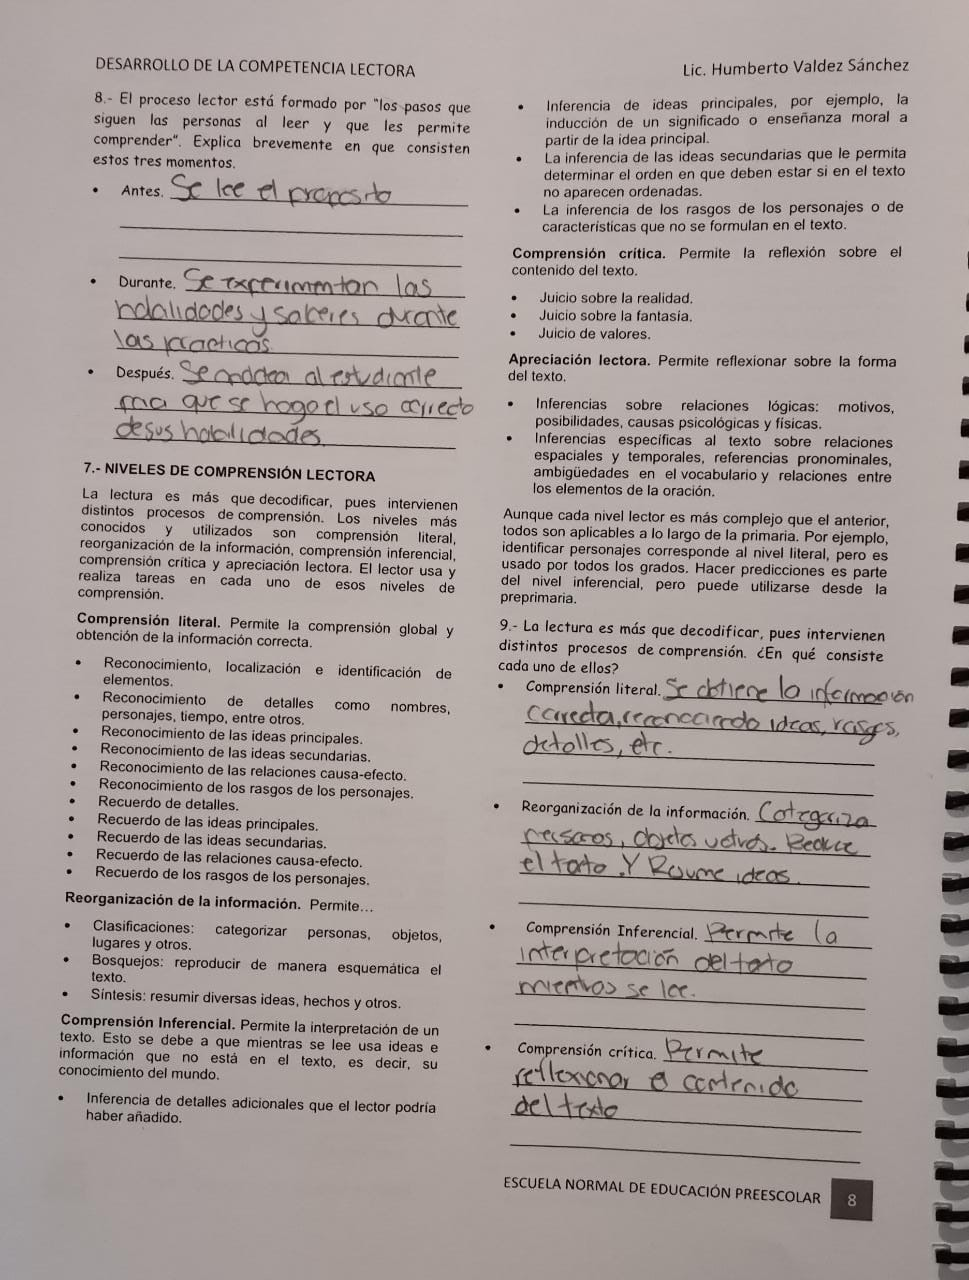 DESARROLLO DE LA COMPETENCIA LECTORA
Lic. Humberto Valdez Sánchez
8.- El proceso lector está formado por "los pasos que
siguen las personas al leer y que les permite
comprender". Explica brevemente en que consisten
estos tres momentos.
• Antes. Se lee el proposito
• Durante. Se experimentan las
habilidades y saberes durante
las practicas
• Después. Se al estudiante
para que se haga el uso correcto
de sus habilidades.
7.- NIVELES DE COMPRENSIÓN LECTORA
La lectura es más que decodificar, pues intervienen
distintos procesos de comprensión. Los niveles más
conocidos y utilizados son comprensión literal,
reorganización de la información, comprensión inferencial,
comprensión crítica y apreciación lectora. El lector usa y
realiza tareas en cada uno de esos niveles de
comprensión.
Comprensión literal. Permite la comprensión global y
obtención de la información correcta.
• Reconocimiento, localización e identificación de
elementos.
• Reconocimiento de detalles como nombres,
personajes, tiempo, entre otros.
• Reconocimiento de las ideas principales.
• Reconocimiento de las ideas secundarias.
• Reconocimiento de las relaciones causa-efecto.
• Reconocimiento de los rasgos de los personajes.
• Recuerdo de detalles.
• Recuerdo de las ideas principales.
• Recuerdo de las ideas secundarias.
• Recuerdo de las relaciones causa-efecto.
• Recuerdo de los rasgos de los personajes.
Reorganización de la información. Permite...
• Clasificaciones: categorizar personas, objetos,
lugares y otros.
• Bosquejos: reproducir de manera esquemática el
texto.
• Síntesis: resumir diversas ideas, hechos y otros.
Comprensión Inferencial. Permite la interpretación de un
texto. Esto se debe a que mientras se lee usa ideas e
información que no está en el texto, es decir, su
conocimiento del mundo.
• Inferencia de detalles adicionales que el lector podría
haber añadido.
• Inferencia de ideas principales, por ejemplo, la
inducción de un significado o enseñanza moral a
partir de la idea principal.
• La inferencia de las ideas secundarias que le permita
determinar el orden en que deben estar si en el texto
no aparecen ordenadas.
• La inferencia de los rasgos de los personajes o de
características que no se formulan en el texto.
Comprensión crítica. Permite la reflexión sobre el
contenido del texto.
• Juicio sobre la realidad.
• Juicio sobre la fantasía.
• Juicio de valores.
Apreciación lectora. Permite reflexionar sobre la forma
del texto.
• Inferencias sobre relaciones lógicas: motivos,
posibilidades, causas psicológicas y físicas.
• Inferencias específicas al texto sobre relaciones
espaciales y temporales, referencias pronominales,
ambigüedades en el vocabulario y relaciones entre
los elementos de la oración.
Aunque cada nivel lector es más complejo que el anterior,
todos son aplicables a lo largo de la primaria. Por ejemplo,
identificar personajes corresponde al nivel literal, pero es
usado por todos los grados. Hacer predicciones es parte
del nivel inferencial, pero puede utilizarse desde la
preprimaria.
9.- La lectura es más que decodificar, pues intervienen
distintos procesos de comprensión. ¿En qué consiste
cada uno de ellos?
• Comprensión literal. Se obtiene la información
correcta, reconociendo ideas, rasgos,
detalles, etc.
• Reorganización de la información. Categoriza
personas, objetos y otros. Reduce
el texto. Y Resume ideas.
• Comprensión Inferencial. Permite la
interpretación del texto
mientras se lee.
• Comprensión crítica. Permite
reflexionar el contenido
del texto
ESCUELA NORMAL DE EDUCACIÓN PREESCOLAR 8